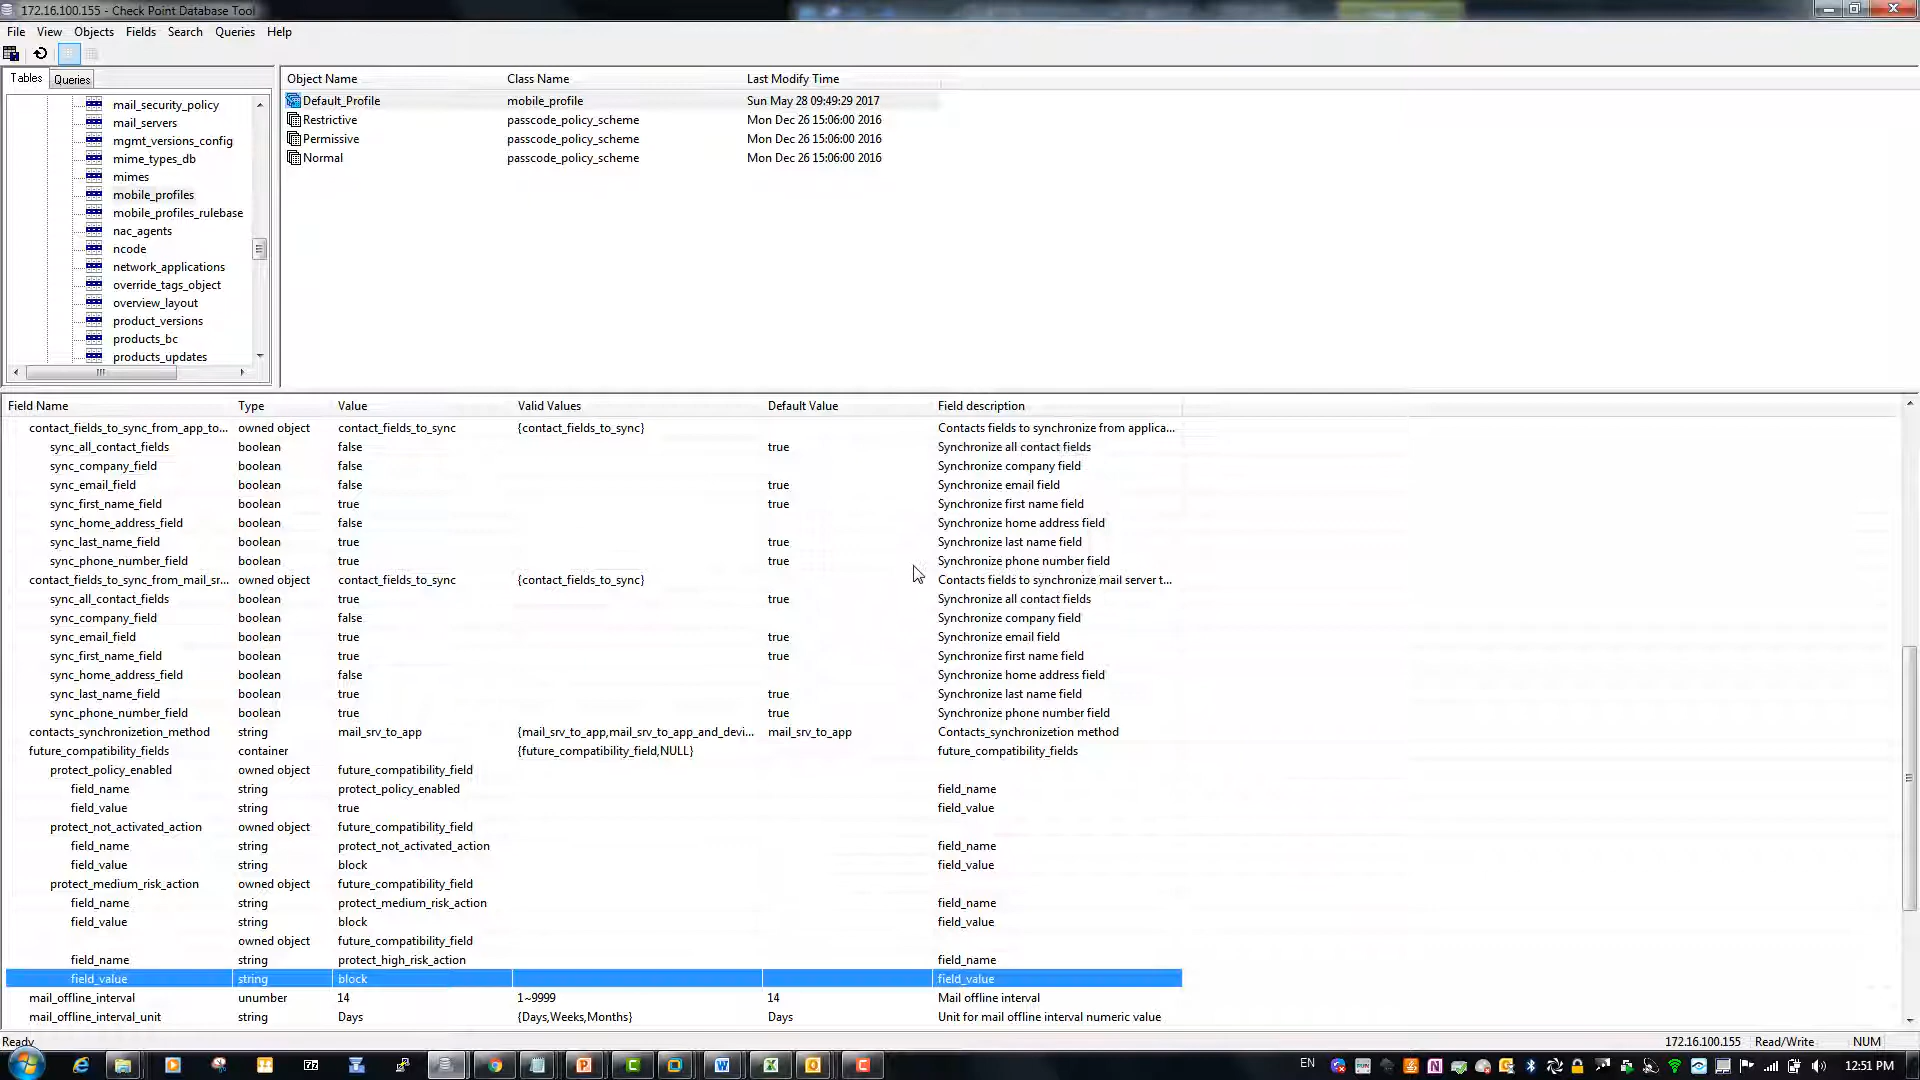 172.16.100.155 - Check Point Database Tool
File View Objects Fields Search Queries Help
Tables Queries
mail_security_policy
mail_servers
mgmt_versions_config
mime_types_db
mimes
mobile_profiles
mobile_profiles_rulebase
nac_agents
ncode
network_applications
override_tags_object
overview_layout
product_versions
products_bc
products_updates
Object Name Class Name Last Modify Time
Default_Profile mobile_profile Sun May 28 09:49:29 2017
Restrictive passcode_policy_scheme Mon Dec 26 15:06:00 2016
Permissive passcode_policy_scheme Mon Dec 26 15:06:00 2016
Normal passcode_policy_scheme Mon Dec 26 15:06:00 2016
Field Name Type Value Valid Values Default Value Field description
contact_fields_to_sync_from_app_to... owned object contact_fields_to_sync {contact_fields_to_sync} Contacts fields to synchronize from applica...
sync_all_contact_fields boolean false true Synchronize all contact fields
sync_company_field boolean false Synchronize company field
sync_email_field boolean false true Synchronize email field
sync_first_name_field boolean true true Synchronize first name field
sync_home_address_field boolean false Synchronize home address field
sync_last_name_field boolean true true Synchronize last name field
sync_phone_number_field boolean true true Synchronize phone number field
contact_fields_to_sync_from_mail_sr... owned object contact_fields_to_sync {contact_fields_to_sync} Contacts fields to synchronize mail server t...
sync_all_contact_fields boolean true true Synchronize all contact fields
sync_company_field boolean false Synchronize company field
sync_email_field boolean true true Synchronize email field
sync_first_name_field boolean true true Synchronize first name field
sync_home_address_field boolean false Synchronize home address field
sync_last_name_field boolean true true Synchronize last name field
sync_phone_number_field boolean true true Synchronize phone number field
contacts_synchronizetion_method string mail_srv_to_app {mail_srv_to_app,mail_srv_to_app_and_devi... mail_srv_to_app Contacts_synchronizetion method
future_compatibility_fields container {future_compatibility_field,NULL} future_compatibility_fields
protect_policy_enabled owned object future_compatibility_field
field_name string protect_policy_enabled field_name
field_value string true field_value
protect_not_activated_action owned object future_compatibility_field
field_name string protect_not_activated_action field_name
field_value string block field_value
protect_medium_risk_action owned object future_compatibility_field
field_name string protect_medium_risk_action field_name
field_value string block field_value
owned object future_compatibility_field
field_name string protect_high_risk_action field_name
field_value string block field_value
mail_offline_interval unumber 14 1~9999 14 Mail offline interval
mail_offline_interval_unit string Days {Days,Weeks,Months} Days Unit for mail offline interval numeric value
Ready 172.16.100.155 Read/Write NUM
EN 12:51 PM